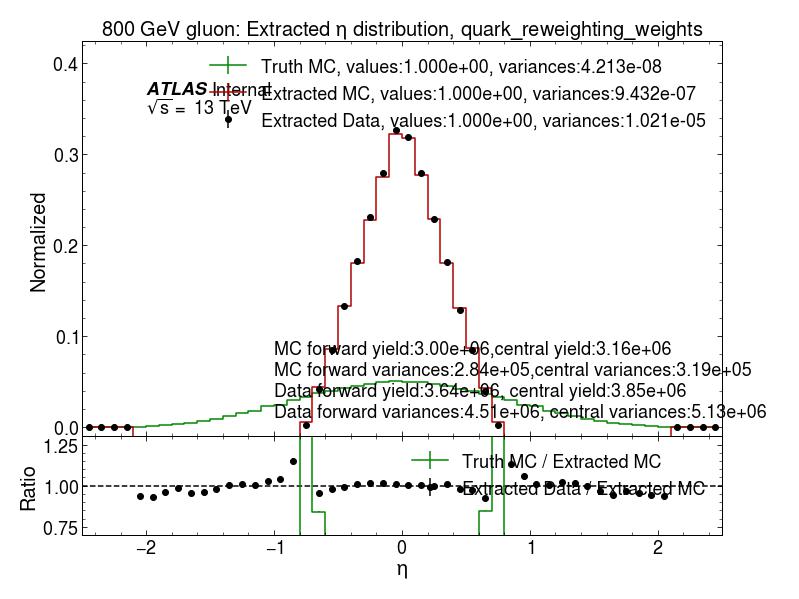 800 GeV gluon: Extracted η distribution, quark_reweighting_weights
Truth MC, values:1.000e+00, variances:4.213e-08
ATLAS Internal
Extracted MC, values:1.000e+00, variances:9.432e-07
√s = 13 TeV
Extracted Data, values:1.000e+00, variances:1.021e-05
Normalized
0.4
0.3
0.2
0.1
0.0
MC forward yield:3.00e+06,central yield:3.16e+06
MC forward variances:2.84e+05,central variances:3.19e+05
Data forward yield:3.64e+06, central yield:3.85e+06
Data forward variances:4.51e+06, central variances:5.13e+06
Ratio
1.25
1.00
0.75
Truth MC / Extracted MC
Extracted Data / Extracted MC
−2 −1 0 1 2
η